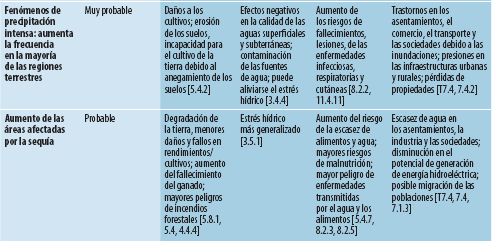 Fenómenos de
precipitación
intensa: aumenta
la frecuencia
en la mayoría
de las regiones
terrestres
Muy probable
Daños a los
cultivos; erosión
de los suelos,
incapacidad para
el cultivo de la
tierra debido al
anegamiento de los
suelos [5.4.2]
Efectos negativos
en la calidad de las
aguas superficiales
y subterráneas;
contaminación
de las fuentes
de agua; puede
aliviarse el estrés
hídrico [3.4.4]
Aumento de
los riesgos de
fallecimientos,
lesiones, de las
enfermedades
infecciosas,
respiratorias y
cutáneas [8.2.2,
11.4.11]
Trastornos en los
asentamientos, el
comercio, el transporte y
las sociedades debido a las
inundaciones; presiones en
las infraestructuras urbanas
y rurales; pérdidas de
propiedades [T7.4, 7.4.2]
Aumento de las
áreas afectadas
por la sequía
Probable
Degradación de
la tierra, menores
daños y fallos en
rendimientos/
cultivos; aumento
del fallecimiento
del ganado;
mayores peligros
de incendios
forestales [5.8.1,
5.4, 4.4.4]
Estrés hídrico
más generalizado
[3.5.1]
Aumento del riesgo
de la escasez de
alimentos y agua;
mayores riesgos
de malnutrición;
mayor peligro de
enfermedades
transmitidas
por el agua y los
alimentos [5.4.7,
8.2.3, 8.2.5]
Escasez de agua
en los asentamientos,
la industria y las
sociedades;
disminución en el
potencial de generación
de energía hidroeléctrica;
posible migración de las
poblaciones [T7.4, 7.4,
7.1.3]